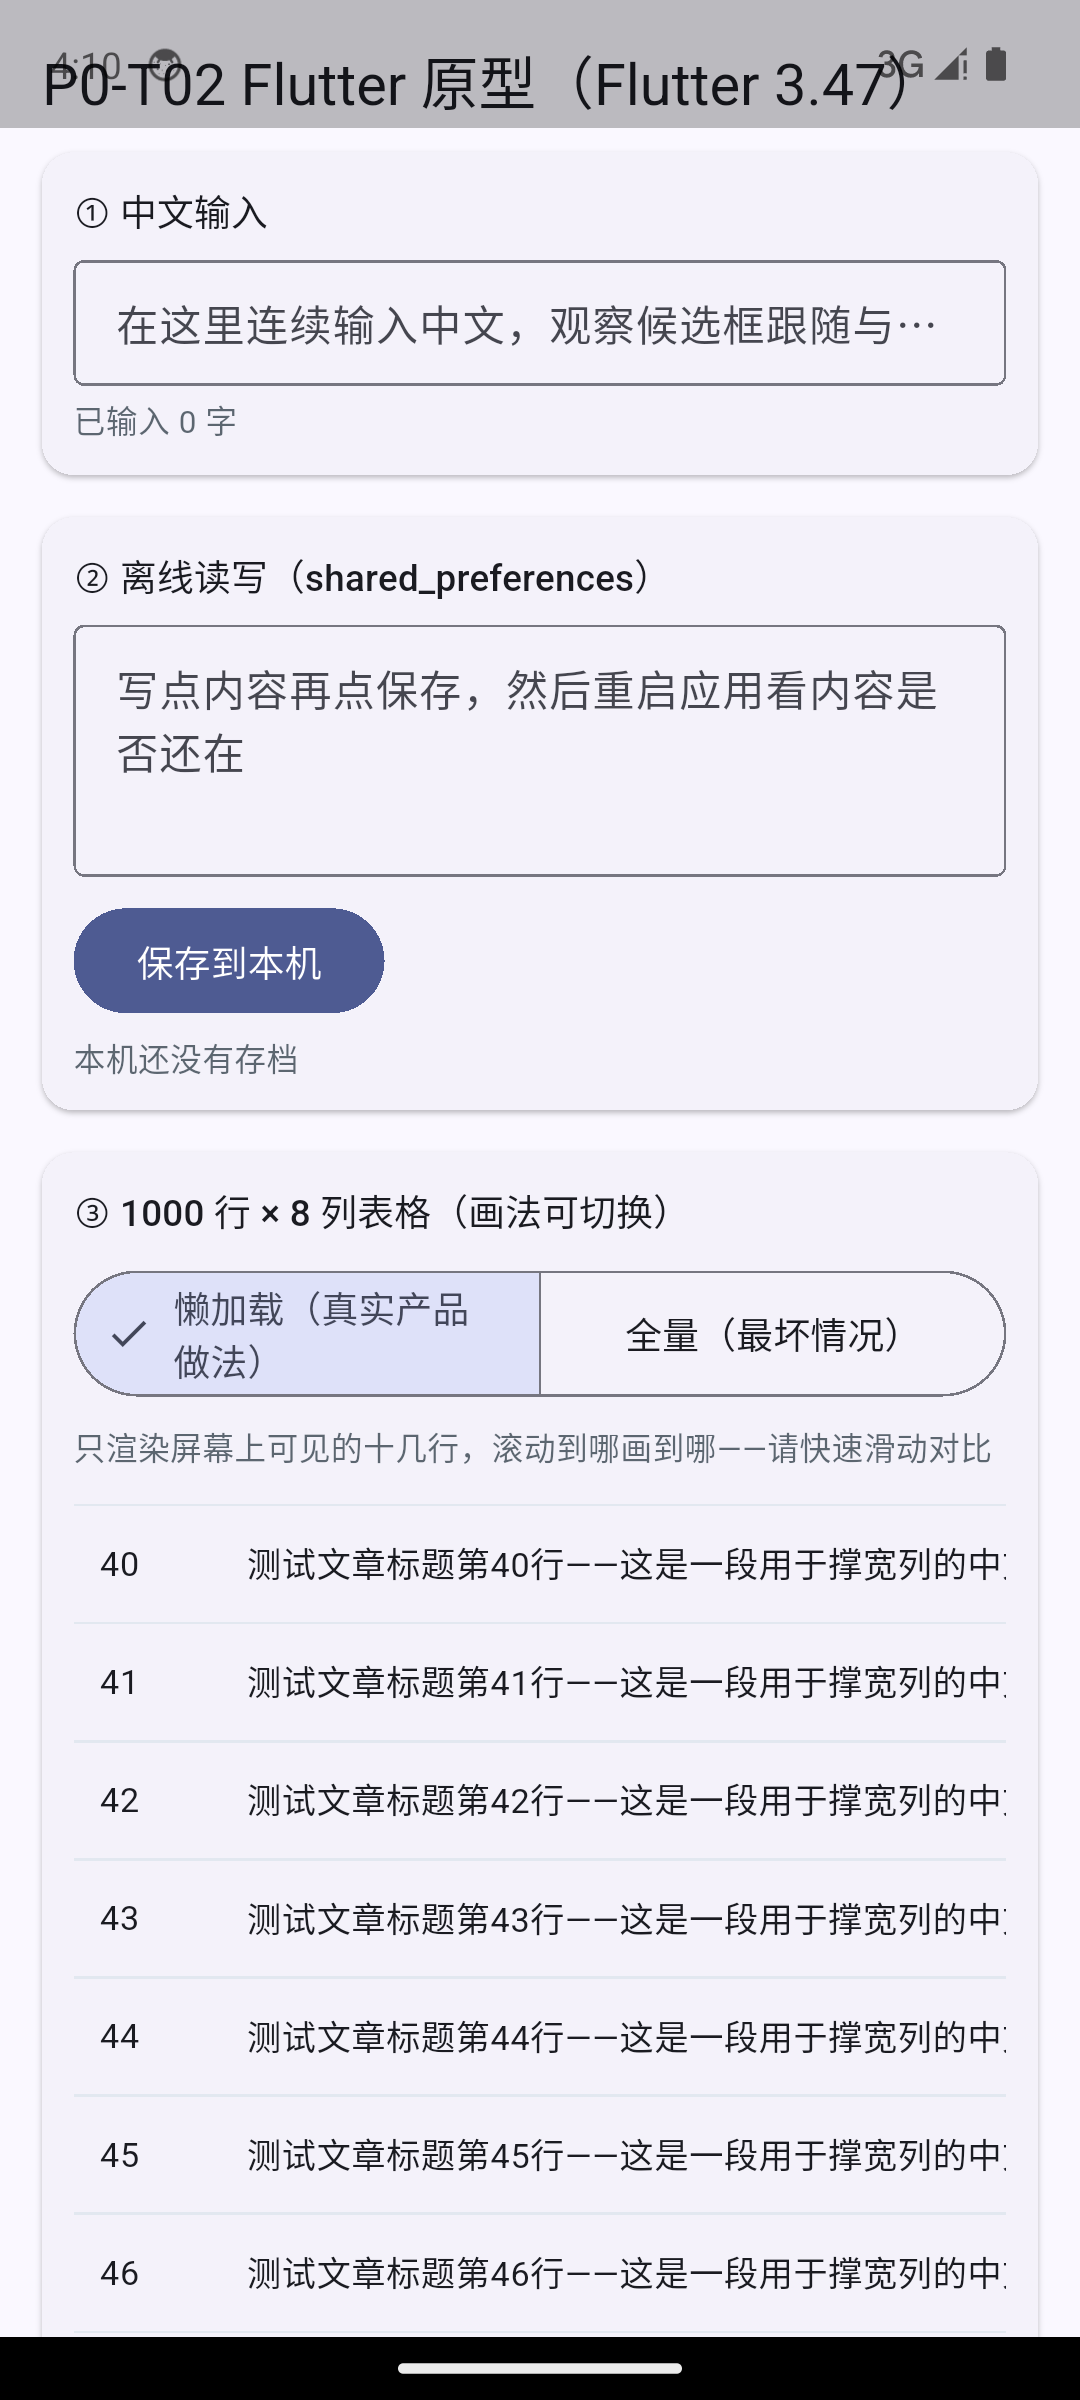 4:10 3G
P0-T02 Flutter 原型（Flutter 3.47）
① 中文输入
在这里连续输入中文，观察候选框跟随与…
已输入 0 字
② 离线读写（shared_preferences）
写点内容再点保存，然后重启应用看内容是
否还在
保存到本机
本机还没有存档
③ 1000 行 × 8 列表格（画法可切换）
懒加载（真实产品
做法）
全量（最坏情况）
只渲染屏幕上可见的十几行，滚动到哪画到哪——请快速滑动对比
40 测试文章标题第40行——这是一段用于撑宽列的中
41 测试文章标题第41行——这是一段用于撑宽列的中
42 测试文章标题第42行——这是一段用于撑宽列的中
43 测试文章标题第43行——这是一段用于撑宽列的中
44 测试文章标题第44行——这是一段用于撑宽列的中
45 测试文章标题第45行——这是一段用于撑宽列的中
46 测试文章标题第46行——这是一段用于撑宽列的中